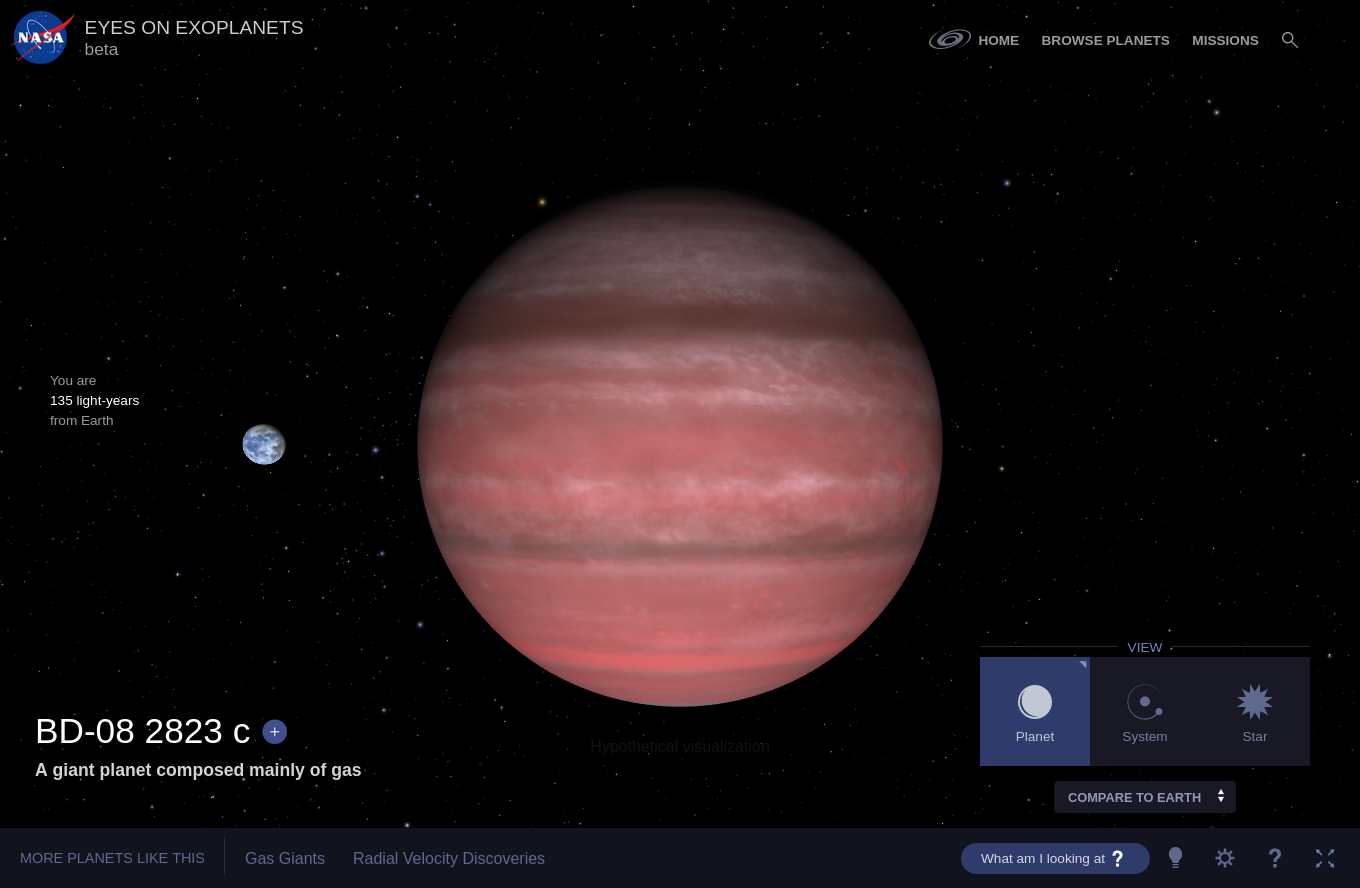 NASA
EYES ON EXOPLANETS
beta
HOME
BROWSE PLANETS
MISSIONS
You are
135 light-years
from Earth
BD-08 2823 c +
A giant planet composed mainly of gas
Hypothetical visualization
VIEW
Planet
System
Star
COMPARE TO EARTH
MORE PLANETS LIKE THIS
Gas Giants
Radial Velocity Discoveries
What am I looking at ?
?